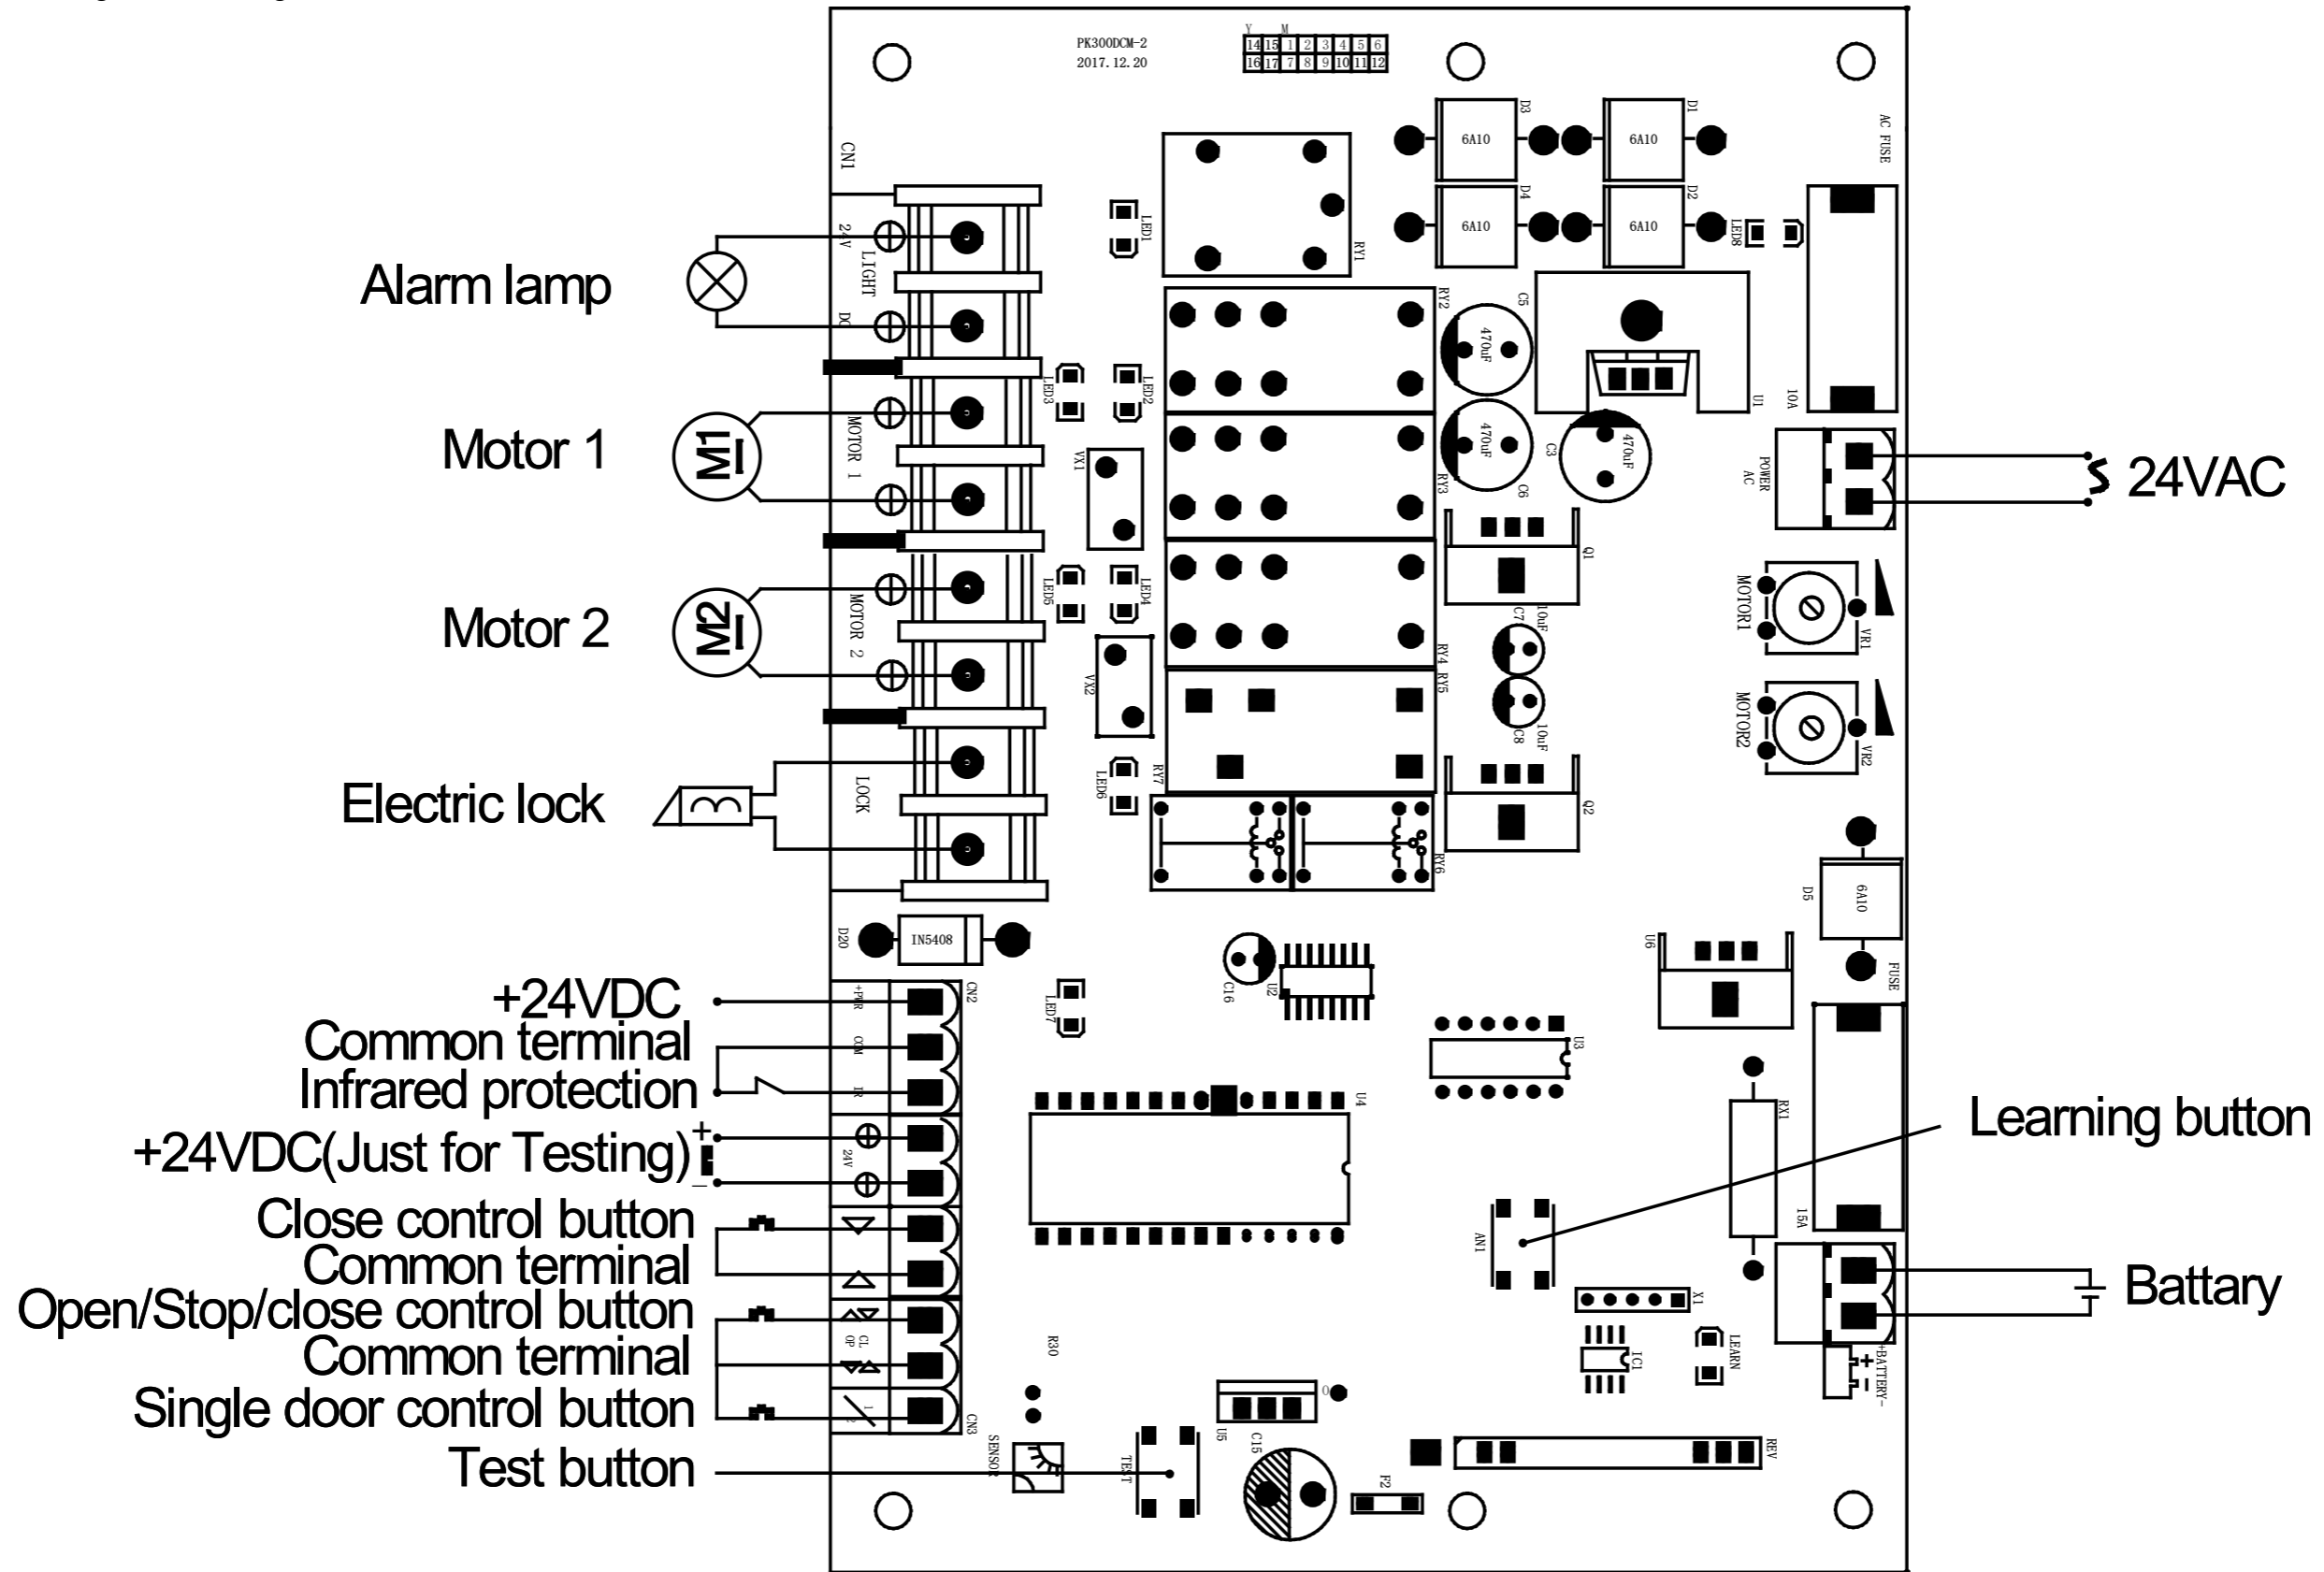 PK300DCM-2
2017.12.20
Y M
14 15 1 2 3 4 5 6
16 17 7 8 9 10 11 12
AC FUSE
10A
CN1
24V
LIGHT
DC
Alarm lamp
LED1
RY1
D3
6A10
D1
6A10
D4
6A10
D2
6A10
LED8
RY2
C5
470uF
U1
LED3
LED2
Motor 1
M1
MOTOR 1
VX1
RY3
470uF
C6
C3
470uF
POWER
AC
24VAC
Q1
LED5
LED4
Motor 2
M2
MOTOR 2
VX2
RY4
RY5
C7
10uF
C8
10uF
MOTOR1
VR1
MOTOR2
VR2
Electric lock
LOCK
LED6
RY7
RY6
Q2
D5
6A10
D20
IN5408
C16
U2
U6
FUSE
+24VDC
+PWR
CN2
LED7
Common terminal
COM
Infrared protection
IR
U3
U4
RX1
Learning button
+24VDC(Just for Testing)
+
−
24V
Close control button
Common terminal
AN1
15A
Open/Stop/close control button
CL
OP
Common terminal
Single door control button
1
2
CN3
Test button
R30
SENSOR
TEST
U5
O
C15
F2
X1
IC1
LEARN
REV
Battary
+BATTERY-
+
−